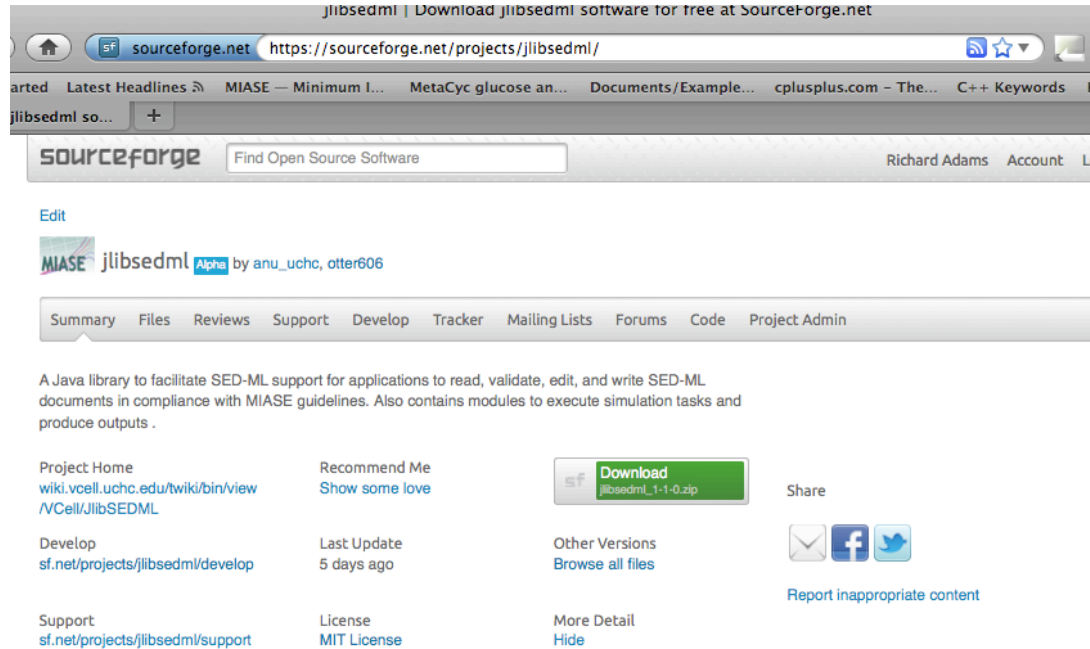 jlibsedml | Download jlibsedml software for free at SourceForge.net
sf sourceforge.net https://sourceforge.net/projects/jlibsedml/
arted Latest Headlines MIASE — Minimum I... MetaCyc glucose an... Documents/Example... cplusplus.com – The... C++ Keywords
jlibsedml so... +
sourceforge Find Open Source Software Richard Adams Account L
Edit
MIASE jlibsedml Alpha by anu_uchc, otter606
Summary Files Reviews Support Develop Tracker Mailing Lists Forums Code Project Admin
A Java library to facilitate SED-ML support for applications to read, validate, edit, and write SED-ML
documents in compliance with MIASE guidelines. Also contains modules to execute simulation tasks and
produce outputs .
Project Home
wiki.vcell.uchc.edu/twiki/bin/view
/VCell/JlibSEDML
Recommend Me
Show some love
sf Download
jlibsedml_1-1-0.zip
Share
Develop
sf.net/projects/jlibsedml/develop
Last Update
5 days ago
Other Versions
Browse all files
f
Report inappropriate content
Support
sf.net/projects/jlibsedml/support
License
MIT License
More Detail
Hide